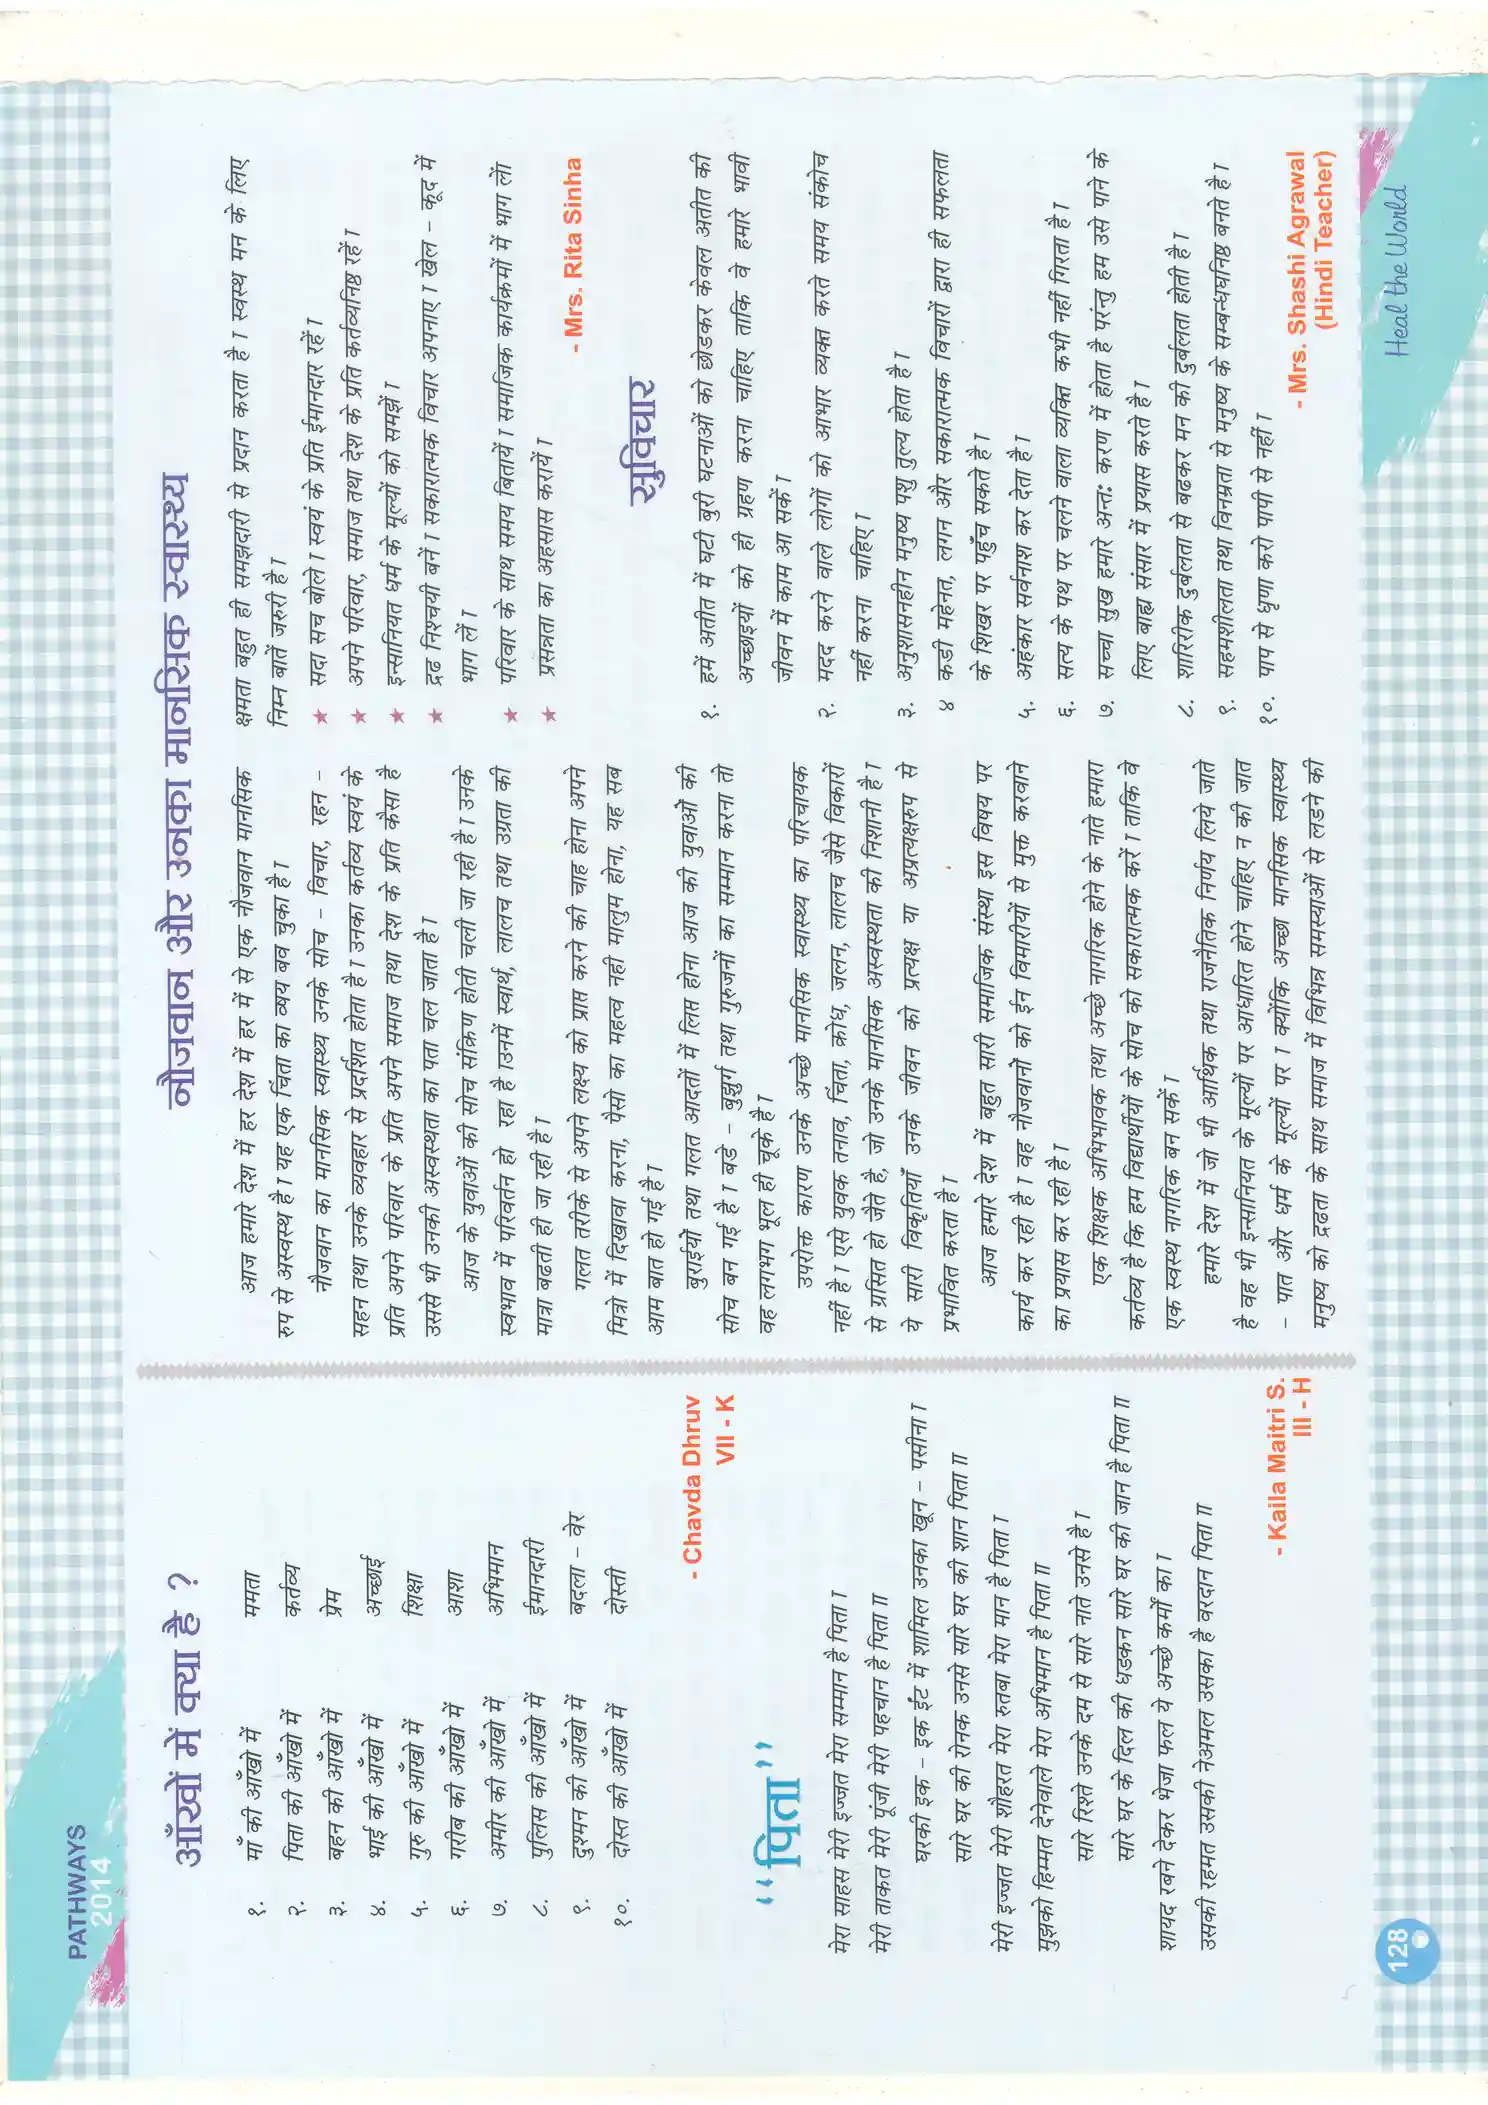 PATHWAYS
2014
आँखों में क्या है ?
१. माँ की आँखो में ममता
२. पिता की आँखो में कर्तव्य
३. बहन की आँखो में प्रेम
४. भाई की आँखो में अच्छाई
५. गुरु की आँखो में शिक्षा
६. गरीब की आँखो में आशा
७. अमीर की आँखो में अभिमान
८. पुलिस की आँखो में ईमानदारी
९. दुश्मन की आँखो में बदला – वेर
१०. दोस्त की आँखो में दोस्ती
- Chavda Dhruv
VII - K
“पिता”
मेरा साहस मेरी इज्जत मेरा सम्मान है पिता ।
मेरी ताकत मेरी पूंजी मेरी पहचान है पिता ॥
घरकी इक – इक ईंट में शामिल उनका खून – पसीना ।
सारे घर की रोनक उनसे सारे घर की शान पिता ॥
मेरी इज्जत मेरी शौहरत मेरा रुतबा मेरा मान है पिता ।
मुझको हिम्मत देनेवाले मेरा अभिमान है पिता ॥
सारे रिश्ते उनके दम से सारे नाते उनसे है ।
सारे घर के दिल की धडकन सारे घर की जान है पिता ॥
शायद रबने देकर भेजा फल ये अच्छे कर्मों का ।
उसकी रहमत उसकी नेअमल उसका है वरदान पिता ॥
- Kaila Maitri S.
III - H
नौजवान और उनका मानसिक स्वास्थ्य
आज हमारे देश में हर देश में हर में से एक नौजवान मानसिक
रुप से अस्वस्थ है । यह एक चिंता का व्षय बव चुका है ।
नौजवान का मानसिक स्वास्थ्य उनके सोच – विचार, रहन –
सहन तथा उनके व्यवहार से प्रदर्शित होता है । उनका कर्तव्य स्वयं के
प्रति अपने परिवार के प्रति अपने समाज तथा देश के प्रति कैसा है
उससे भी उनकी अस्वस्थता का पता चल जाता है ।
आज के युवाओं की सोच संकिण होती चली जा रही है । उनके
स्वभाव में परिवर्तन हो रहा है ।उनमें स्वार्थ, लालच तथा उग्रता की
मात्रा बढती ही जा रही है ।
गलत तरीके से अपने लक्ष्य को प्राप्त करने की चाह होना अपने
मित्रो में दिखावा करना, पैसो का महत्व नही मालुम होना, यह सब
आम बात हो गई है ।
बुराईयों तथा गलत आदतों में लिप्त होना आज की युवाओं की
सोच बन गई है । बडे – बुझुर्ग तथा गुरुजनों का सम्मान करना तो
वह लगभग भूल ही चूके है ।
उपरोक्त कारण उनके अच्छे मानसिक स्वास्थ्य का परिचायक
नहीं है । एसे युवक तनाव, चिंता, क्रोध, जलन, लालच जैसे विकारों
से ग्रसित हो जैते है, जो उनके मानसिक अस्वस्थता की निशानी है ।
ये सारी विकृतियाँ उनके जीवन को प्रत्यक्ष या अप्रत्यक्षरुप से
प्रभावित करता है ।
आज हमारे देश में बहुत सारी समाजिक संस्था इस विषय पर
कार्य कर रही है । वह नौजवानों को ईन विमारीयों से मुक्त करवाने
का प्रयास कर रही है ।
एक शिक्षक अभिभावक तथा अच्छे नागरिक होने के नाते हमारा
कर्तव्य है कि हम विद्यार्थीयों के सोच को सकारात्मक करें । ताकि वे
एक स्वस्थ नागरिक बन सकें ।
हमारे देश में जो भी आर्थिक तथा राजनैतिक निर्णय लिये जाते
है वह भी इन्सानियत के मूल्यों पर आधारित होने चाहिए न की जात
– पात और धर्म के मूल्यों पर । क्योंकि अच्छा मानसिक स्वास्थ्य
मनुष्य को द्रढता के साथ समाज में विभिन्न समस्याओं से लडने की
क्षमता बहुत ही समझदारी से प्रदान करता है । स्वस्थ मन के लिए
निम्न बातें जरुरी है ।
★ सदा सच बोले । स्वयं के प्रति ईमानदार रहें ।
★ अपने परिवार, समाज तथा देश के प्रति कर्तव्यनिष्ठ रहें ।
★ इन्सानियत धर्म के मूल्यों को समझें ।
★ द्रढ निश्चयी बनें । सकारात्मक विचार अपनाए । खेल – कूद में
भाग लें ।
★ परिवार के साथ समय बितायें । समाजिक कार्यकमों में भाग लें।
★ प्रसन्नता का अहसास करायें ।
- Mrs. Rita Sinha
सुविचार
१. हमें अतीत में घटी बुरी घटनाओं को छोडकर केवल अतीत की
अच्छाइयों को ही ग्रहण करना चाहिए ताकि वे हमारे भावी
जीवन में काम आ सकें ।
२. मदद करने वाले लोगों को आभार व्यक्त करते समय संकोच
नहीं करना चाहिए ।
३. अनुशासनहीन मनुष्य पशु तुल्य होता है ।
४ कडी महेनत, लगन और सकारात्मक विचारों द्वारा ही सफलता
के शिखर पर पहुँच सकते है ।
५. अहंकार सर्वनाश कर देता है ।
६. सत्य के पथ पर चलने वाला व्यक्ति कभी नहीं गिरता है ।
७. सच्चा सुख हमारे अन्तः करण में होता है परंन्तु हम उसे पाने के
लिए बाह्य संसार में प्रयास करते है ।
८. शारिरीक दुर्बलता से बढकर मन की दुर्बलता होती है ।
९. सहमशीलता तथा विनम्रता से मनुष्य के सम्बन्धघनिष्ठ बनते है ।
१०. पाप से धृणा करो पापी से नहीं ।
- Mrs. Shashi Agrawal
(Hindi Teacher)
128
Heal the World